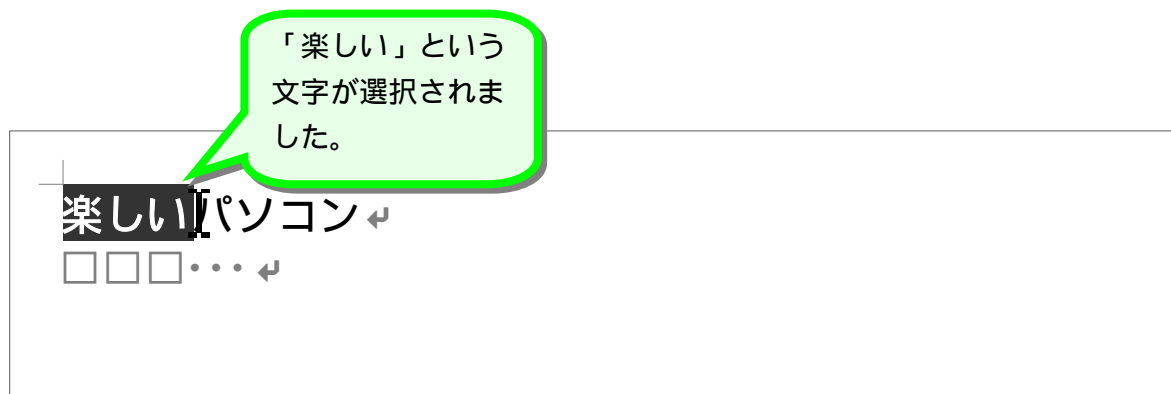 「楽しい」という
文字が選択されま
した。
楽しいパソコン↵
□□□・・・↵